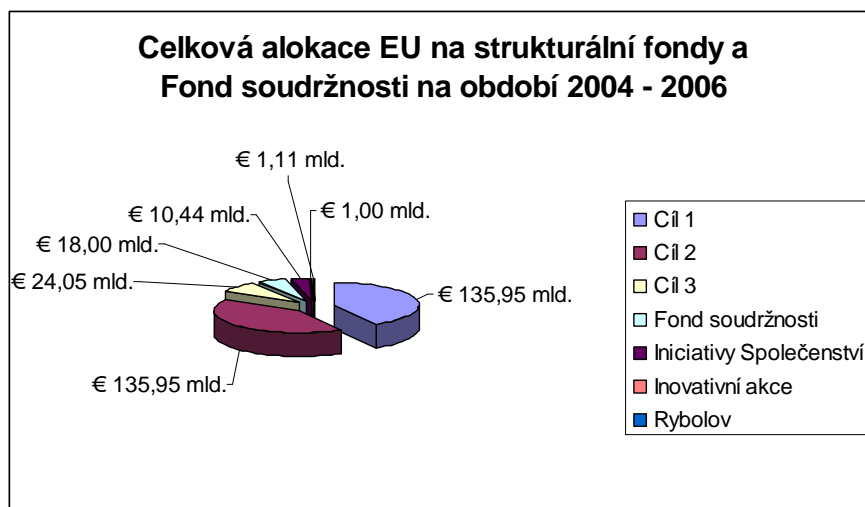 Celková alokace EU na strukturální fondy a
Fond soudržnosti na období 2004 - 2006
€ 1,11 mld.
€ 10,44 mld.
€ 1,00 mld.
€ 18,00 mld.
€ 24,05 mld.
€ 135,95 mld.
€ 135,95 mld.
Cíl 1
Cíl 2
Cíl 3
Fond soudržnosti
Iniciativy Společenství
Inovativní akce
Rybolov